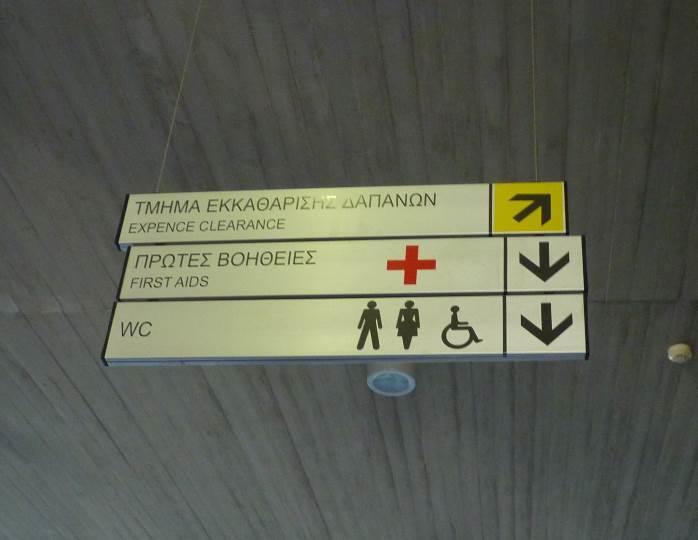 ΤΜΗΜΑ ΕΚΚΑΘΑΡΙΣΗΣ ΔΑΠΑΝΩΝ
EXPENCE CLEARANCE
ΠΡΩΤΕΣ ΒΟΗΘΕΙΕΣ
FIRST AIDS
WC